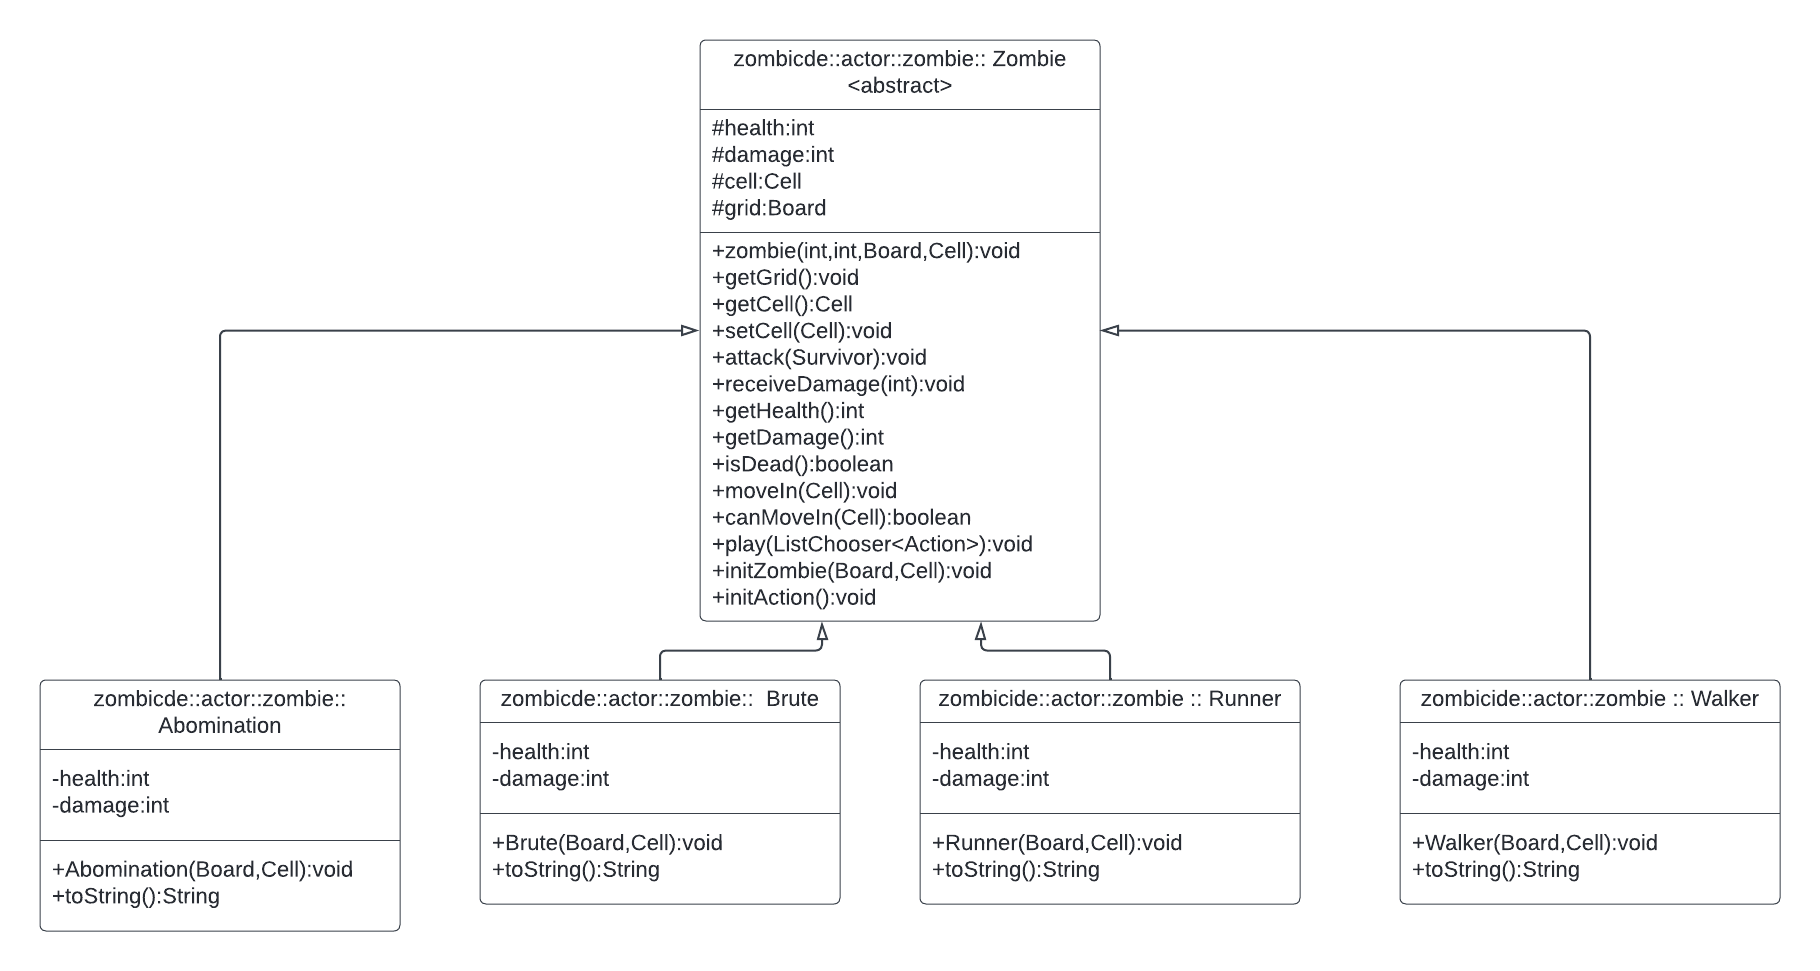 zombicde::actor::zombie:: Zombie
<abstract>
#health:int
#damage:int
#cell:Cell
#grid:Board
+zombie(int,int,Board,Cell):void
+getGrid():void
+getCell():Cell
+setCell(Cell):void
+attack(Survivor):void
+receiveDamage(int):void
+getHealth():int
+getDamage():int
+isDead():boolean
+moveIn(Cell):void
+canMoveIn(Cell):boolean
+play(ListChooser<Action>):void
+initZombie(Board,Cell):void
+initAction():void
zombicde::actor::zombie::
Abomination
-health:int
-damage:int
+Abomination(Board,Cell):void
+toString():String
zombicde::actor::zombie::  Brute
-health:int
-damage:int
+Brute(Board,Cell):void
+toString():String
zombicide::actor::zombie :: Runner
-health:int
-damage:int
+Runner(Board,Cell):void
+toString():String
zombicide::actor::zombie :: Walker
-health:int
-damage:int
+Walker(Board,Cell):void
+toString():String